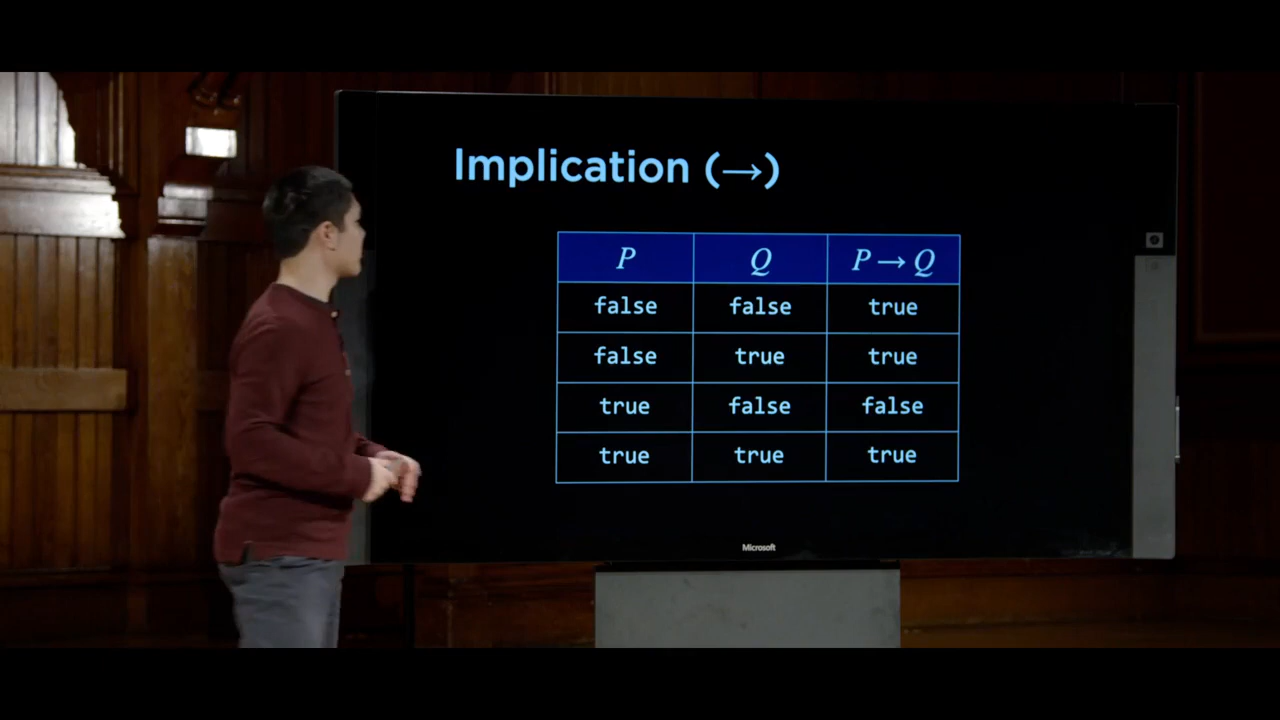 Implication (→)
P Q P → Q
false false true
false true true
true false false
true true true
Microsoft